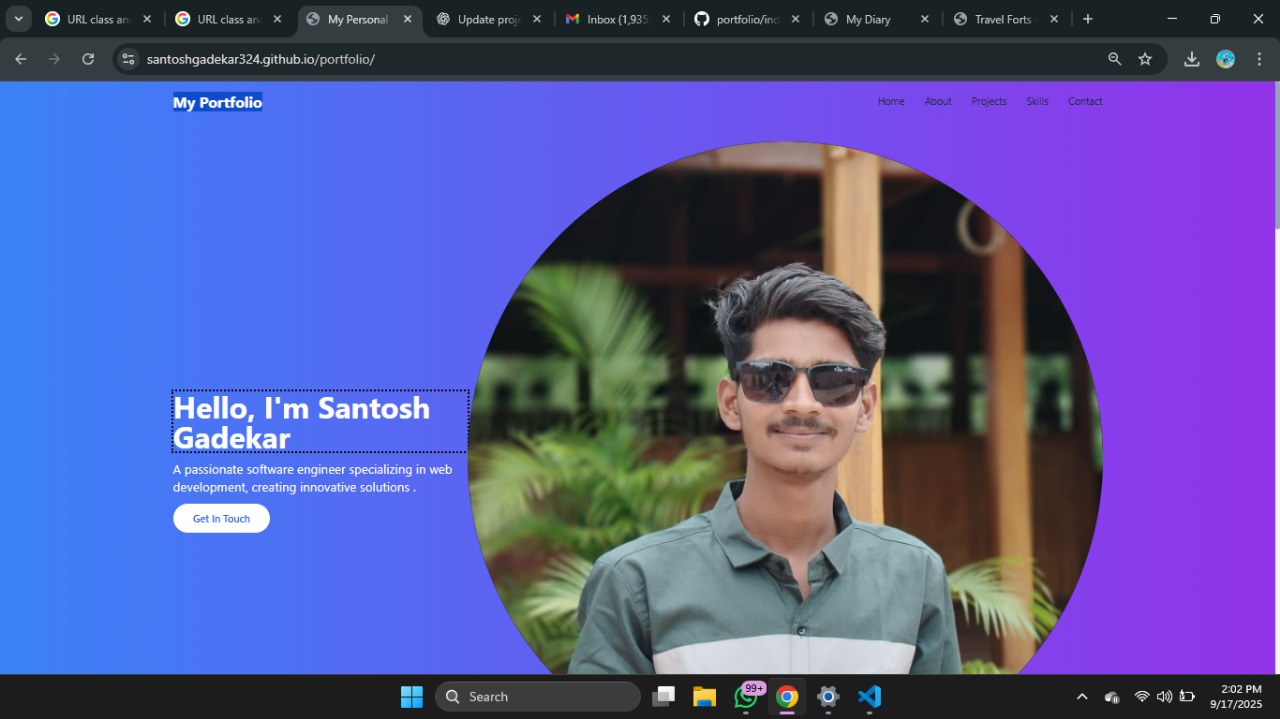 URL class an
URL class an
My Personal
Update proje
Inbox (1,935
portfolio/ind
My Diary
Travel Forts -
santoshgadekar324.github.io/portfolio/
My Portfolio
Home About Projects Skills Contact
Hello, I'm Santosh
Gadekar
A passionate software engineer specializing in web
development, creating innovative solutions .
Get In Touch
Search
99+
2:02 PM
9/17/2025